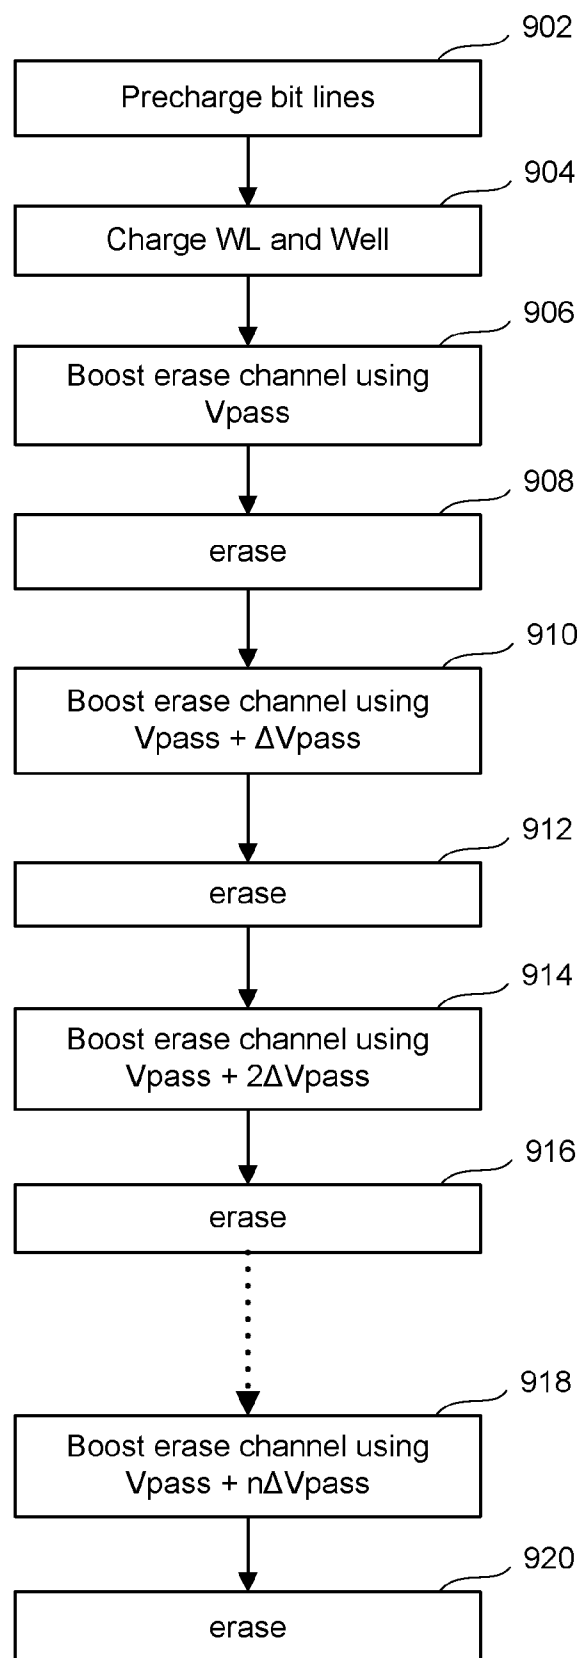 902
Precharge bit lines
904
Charge WL and Well
906
Boost erase channel using
Vpass
908
erase
910
Boost erase channel using
Vpass + ΔVpass
912
erase
914
Boost erase channel using
Vpass + 2ΔVpass
916
erase
918
Boost erase channel using
Vpass + nΔVpass
920
erase